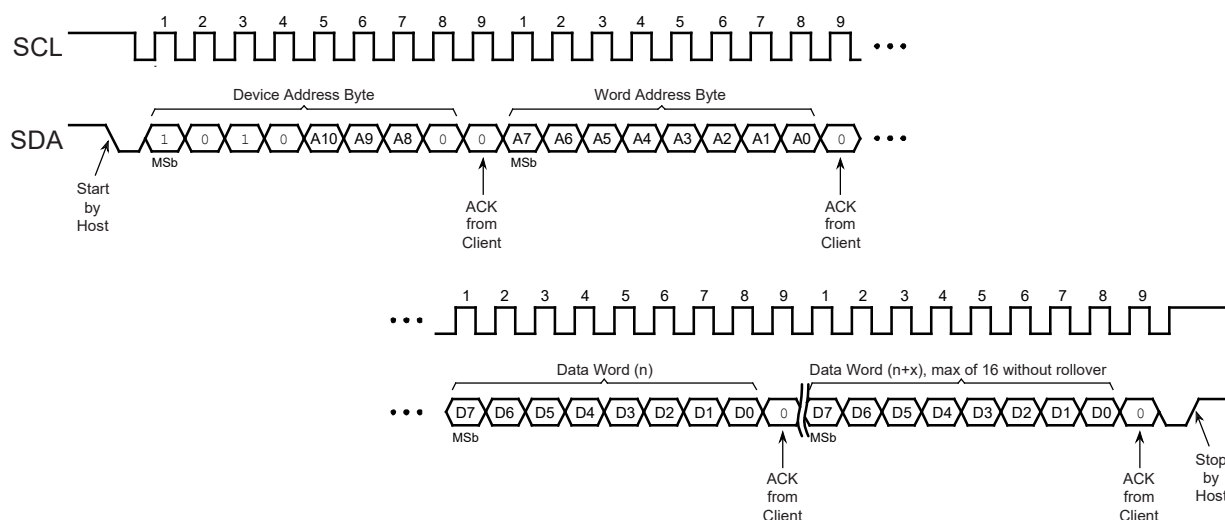 1 2 3 4 5 6 7 8 9 1 2 3 4 5 6 7 8 9
SCL
Device Address Byte Word Address Byte
SDA 1 0 1 0 A10 A9 A8 0 0 A7 A6 A5 A4 A3 A2 A1 A0 0
MSb MSb
Start
by
Host
ACK
from
Client
ACK
from
Client
1 2 3 4 5 6 7 8 9 1 2 3 4 5 6 7 8 9
Data Word (n) Data Word (n+x), max of 16 without rollover
D7 D6 D5 D4 D3 D2 D1 D0 0 D7 D6 D5 D4 D3 D2 D1 D0 0
MSb MSb
ACK
from
Client
ACK
from
Client
Stop
by
Host